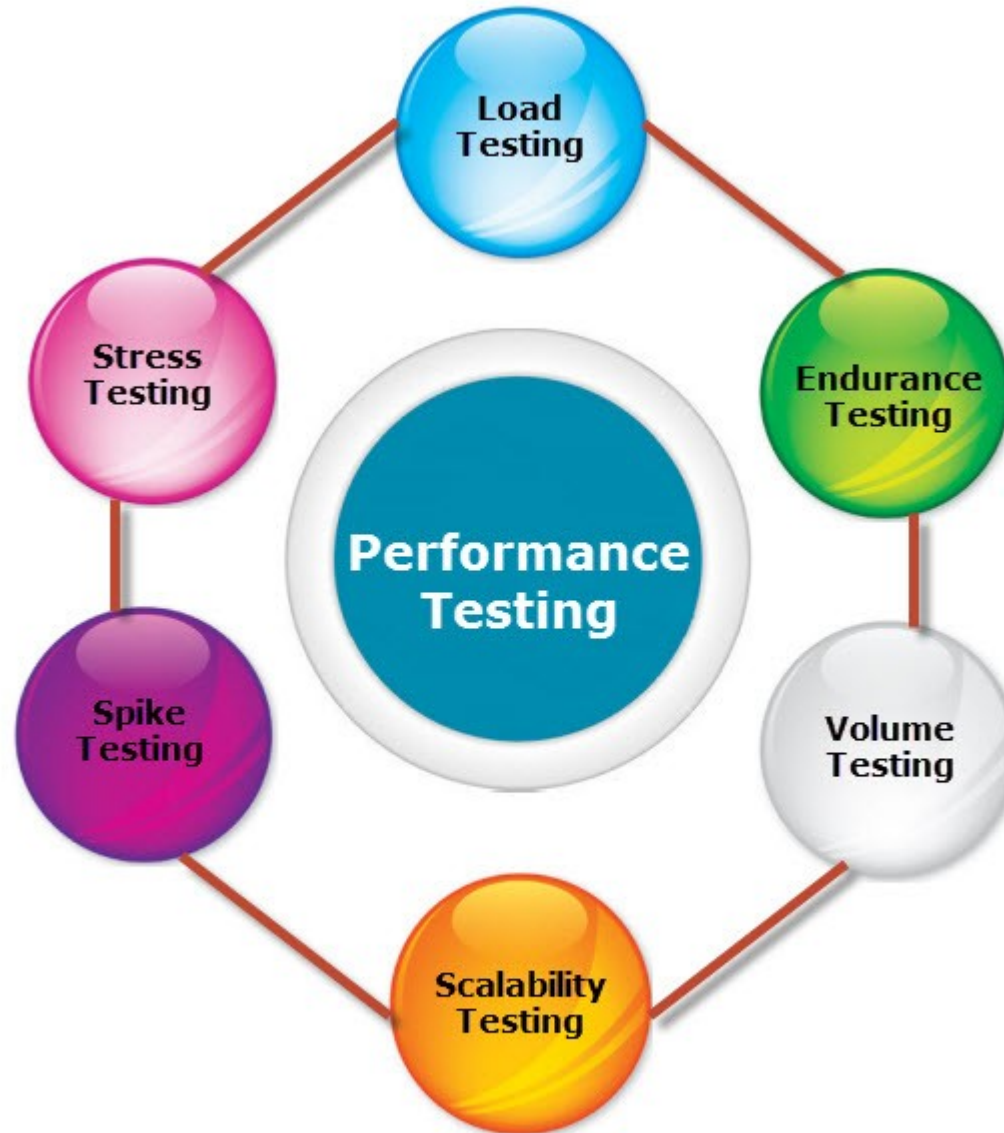 Load
Testing
Endurance
Testing
Volume
Testing
Scalability
Testing
Spike
Testing
Stress
Testing
Performance
Testing